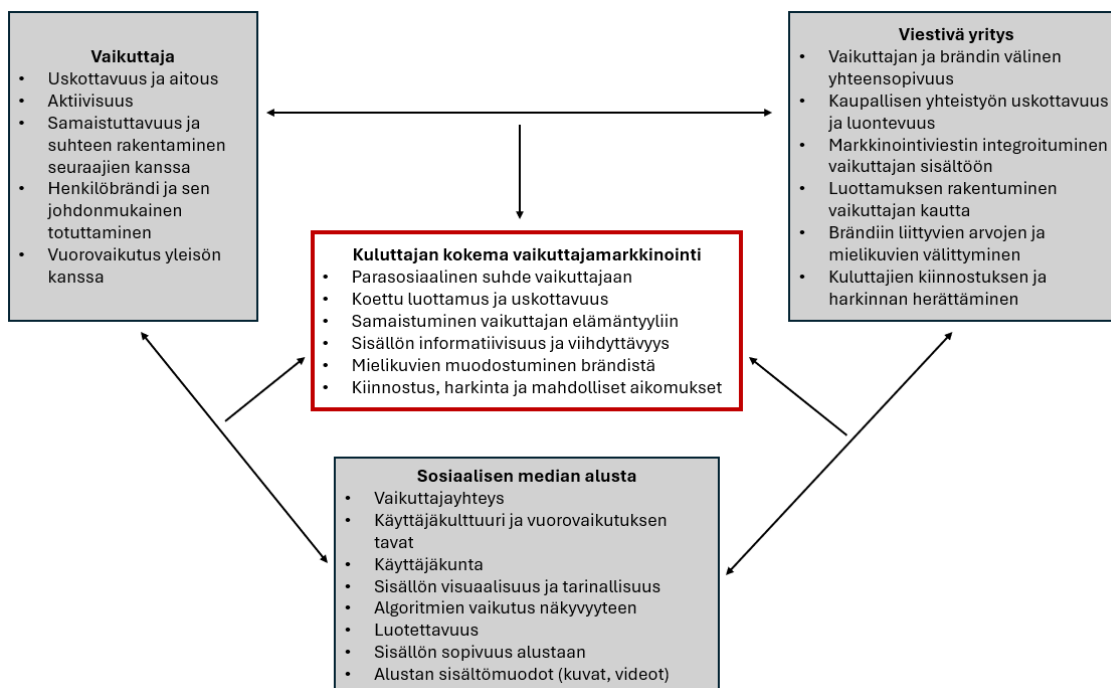 Vaikuttaja
• Uskottavuus ja aitous
• Aktiivisuus
• Samaistuttavuus ja
suhteen rakentaminen
seuraajien kanssa
• Henkilöbrändi ja sen
johdonmukainen
totuttaminen
• Vuorovaikutus yleisön
kanssa
Viestivä yritys
• Vaikuttajan ja brändin välinen
yhteensopivuus
• Kaupallisen yhteistyön uskottavuus
ja luontevuus
• Markkinointiviestin integroituminen
vaikuttajan sisältöön
• Luottamuksen rakentuminen
vaikuttajan kautta
• Brändiin liittyvien arvojen ja
mielikuvien välittyminen
• Kuluttajien kiinnostuksen ja
harkinnan herättäminen
Kuluttajan kokema vaikuttajamarkkinointi
• Parasosiaalinen suhde vaikuttajaan
• Koettu luottamus ja uskottavuus
• Samaistuminen vaikuttajan elämäntyyliin
• Sisällön informatiivisuus ja viihdyttävyys
• Mielikuvien muodostuminen brändistä
• Kiinnostus, harkinta ja mahdolliset aikomukset
Sosiaalisen median alusta
• Vaikuttajayhteys
• Käyttäjäkulttuuri ja vuorovaikutuksen
tavat
• Käyttäjäkunta
• Sisällön visuaalisuus ja tarinallisuus
• Algoritmien vaikutus näkyvyyteen
• Luotettavuus
• Sisällön sopivuus alustaan
• Alustan sisältömuodot (kuvat, videot)